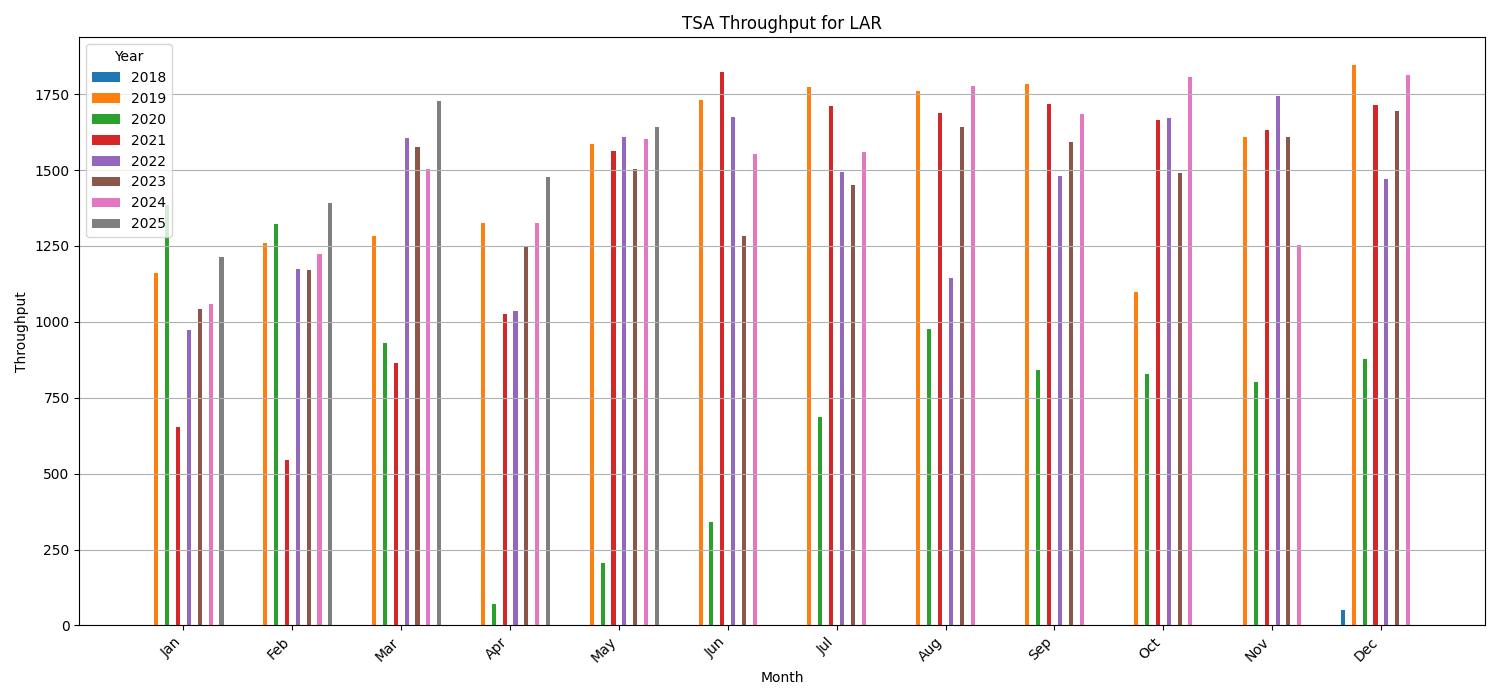 TSA Throughput for LAR
Year
2018
2019
2020
2021
2022
2023
2024
2025
Throughput
1750
1500
1250
1000
750
500
250
0
Jan
Feb
Mar
Apr
May
Jun
Jul
Aug
Sep
Oct
Nov
Dec
Month